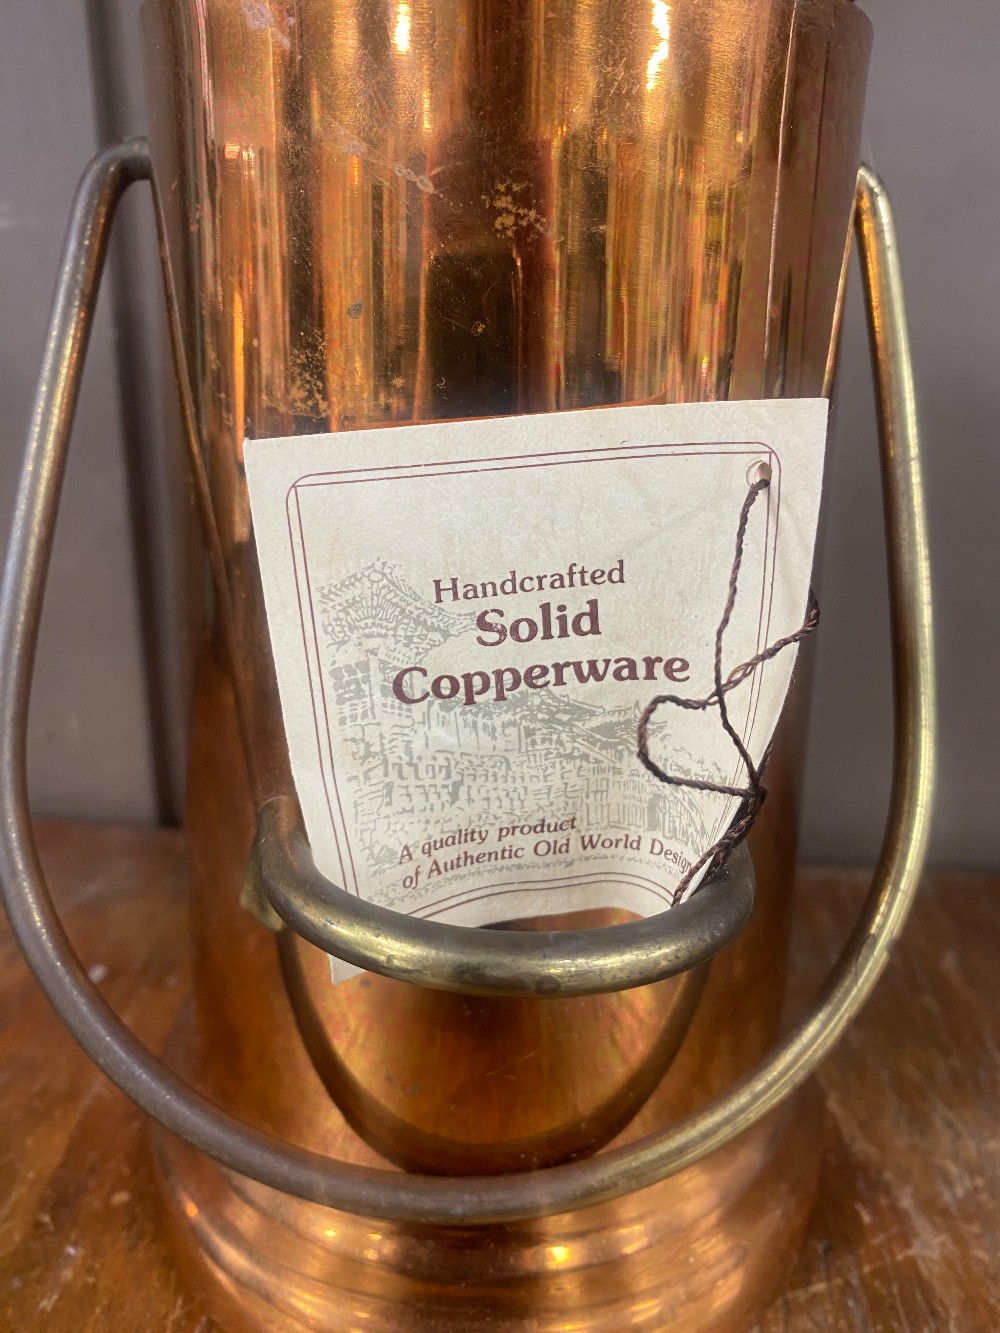 Handcrafted
Solid
Copperware
A quality product
of Authentic Old World Design